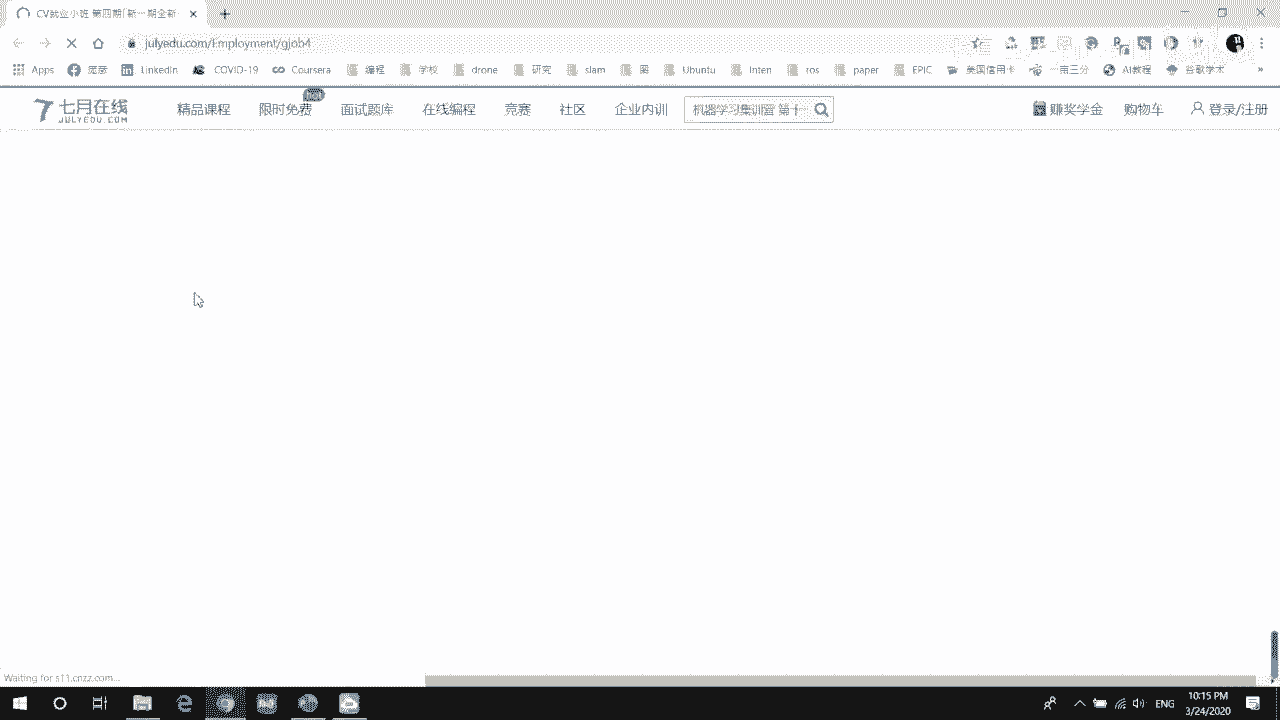 CV就业小班 第四期[新一期全新
julyedu.com/Employment/gjob4
Apps LinkedIn COVID-19 Coursera 编程 学校 drone 研究 slam 图 Ubuntu Inten ros paper EPIC 美国信用卡 一亩三分 AI教程 谷歌学术 »
七月在线
JULYEDU.COM
精品课程 限时免费 hot 面试题库 在线编程 竞赛 社区 企业内训 机器学习集训营 第十 赚奖学金 购物车 登录/注册
Waiting for s11.cnzz.com...
ENG
10:15 PM
3/24/2020